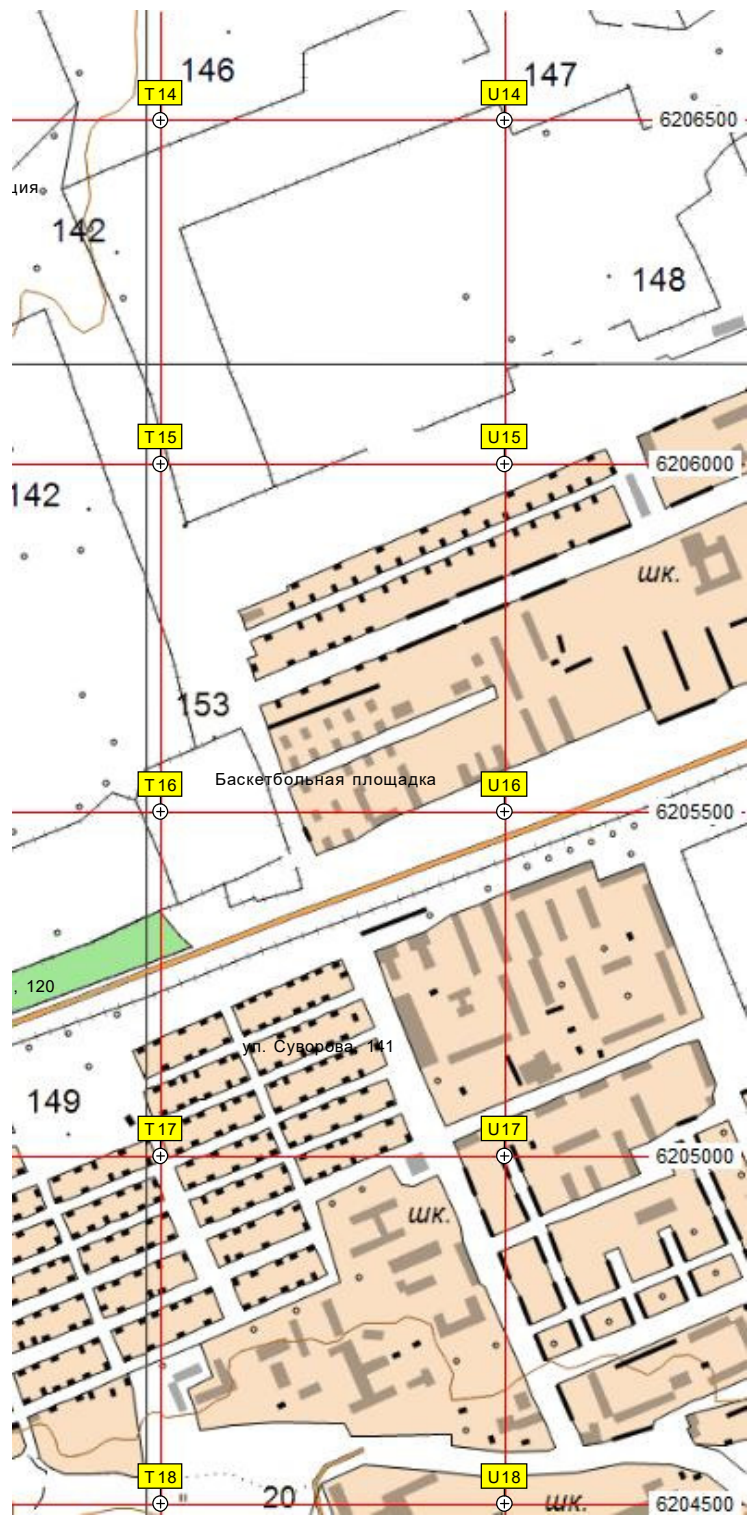 146
147
T 14
U 14
6206500
ция
142
148
T 15
U 15
6206000
142
шк.
153
Баскетбольная площадка
T 16
U 16
6205500
, 120
ул. Суворова, 141
149
T 17
U 17
6205000
шк.
T 18
U 18
20
шк.
6204500